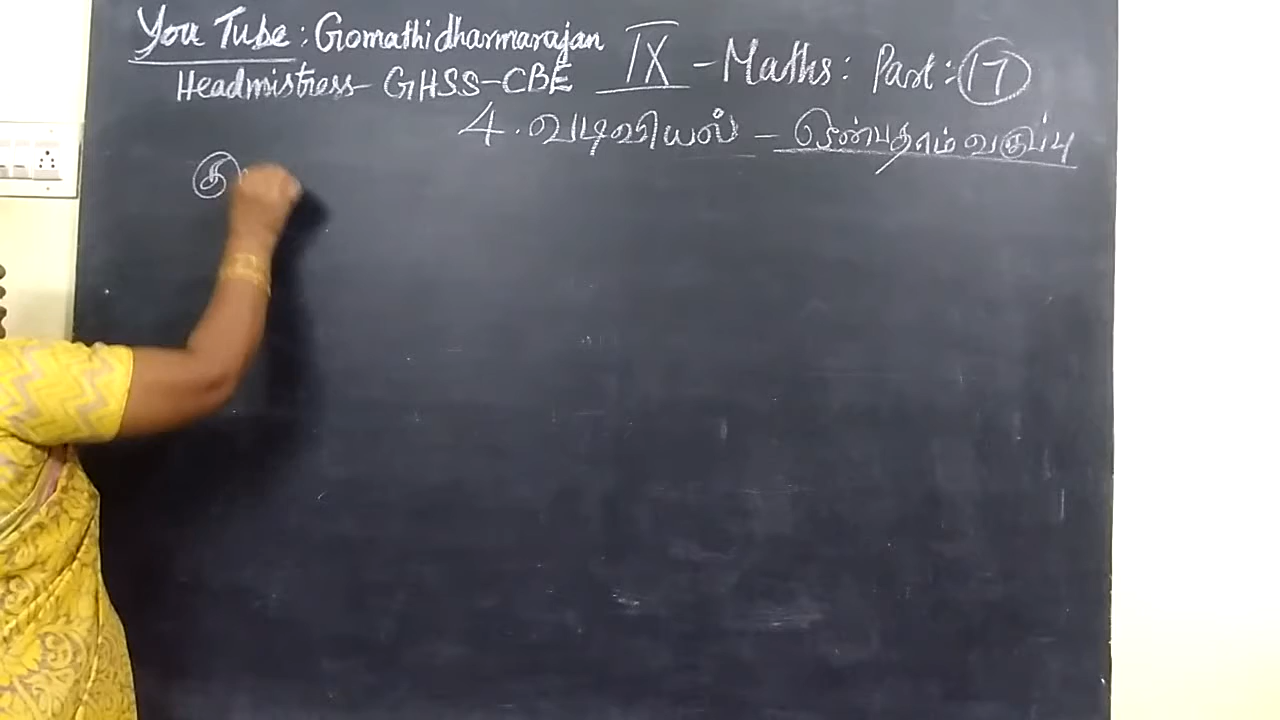 You Tube : Gomathidharmarajan IX - Maths : Part : 17
Headmistress - GHSS - CBE
4. வடிவியல் - ஒன்பதாம் வகுப்பு
தி